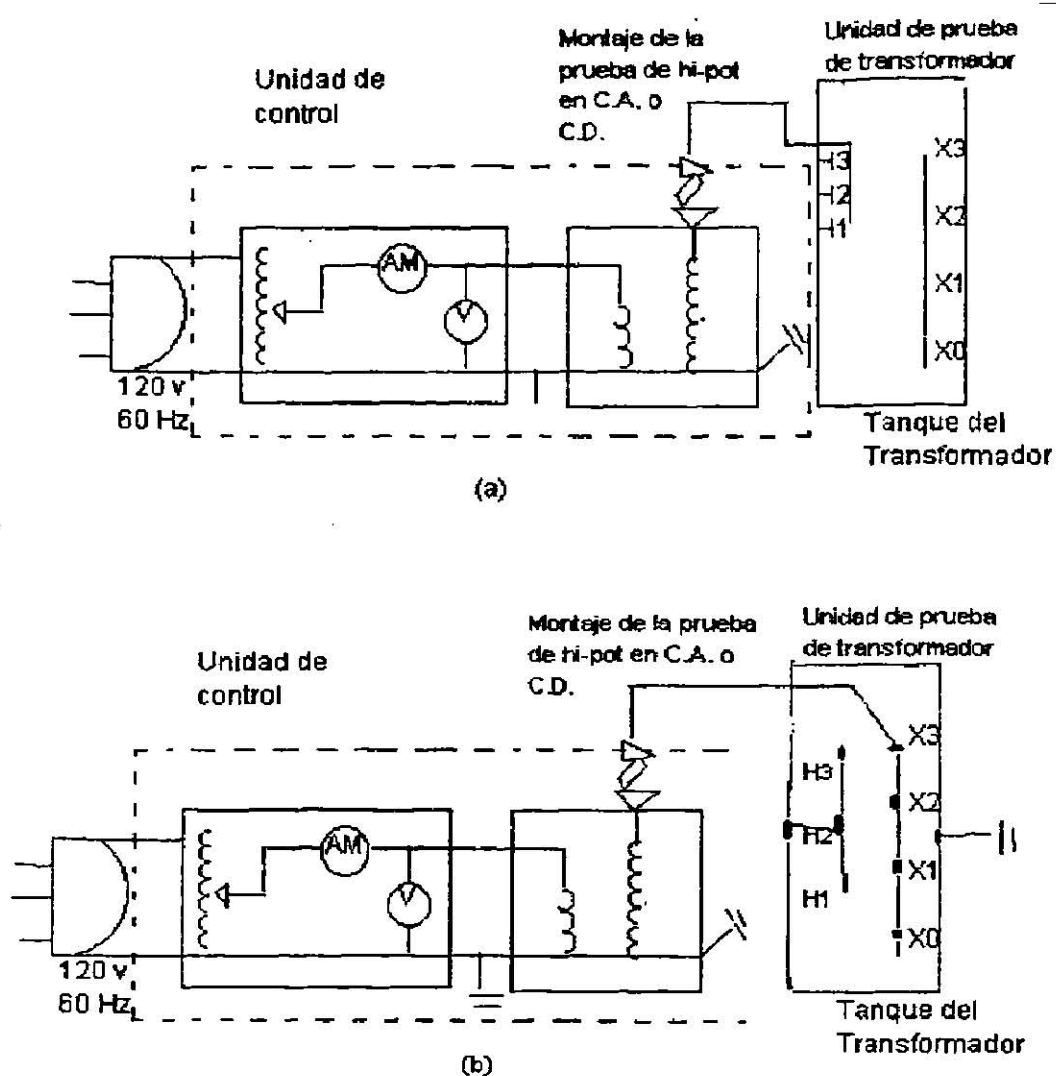 Unidad de
control
Montaje de la
prueba de hi-pot
en C.A. o
C.D.
Unidad de prueba
de transformador
3
2
1
X3
X2
X1
X0
AM
V
120 v
60 Hz
Tanque del
Transformador
(a)
Unidad de
control
Montaje de la prueba
de hi-pot en C.A. o
C.D.
Unidad de prueba
de transformador
H3
H2
H1
X3
X2
X1
X0
AM
V
120 v
60 Hz
Tanque del
Transformador
(b)